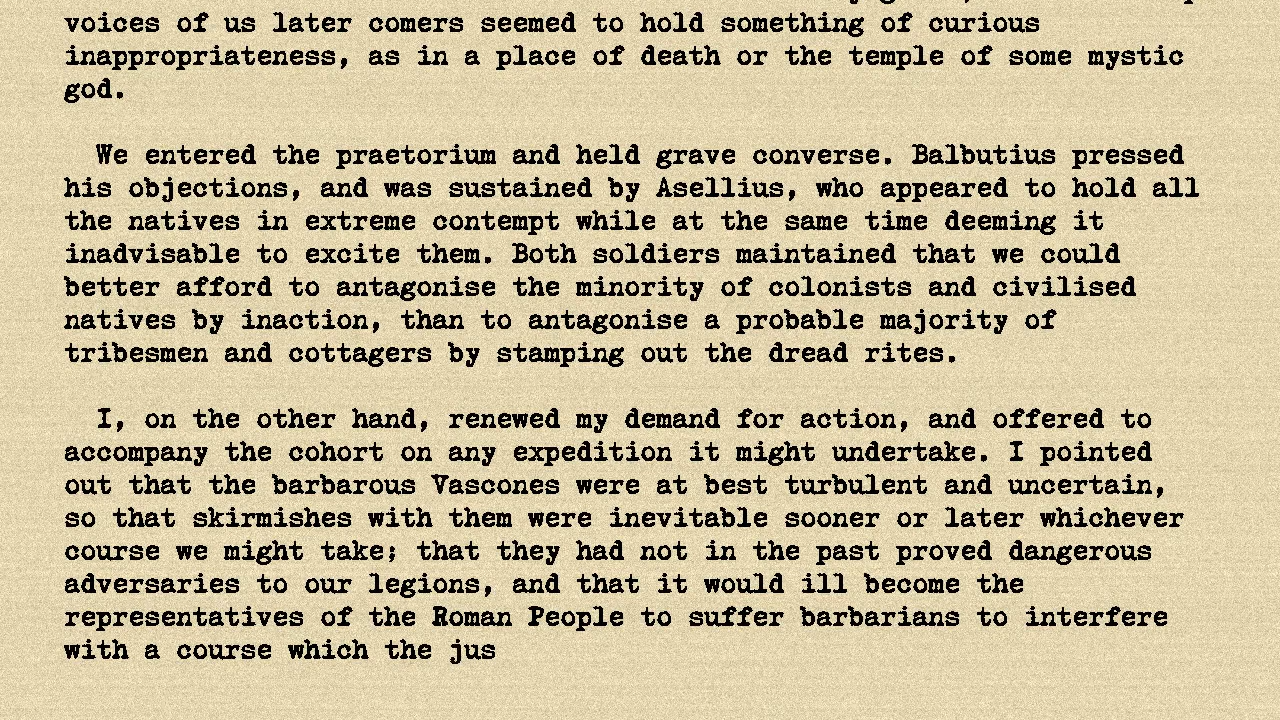 voices of us later comers seemed to hold something of curious
inappropriateness, as in a place of death or the temple of some mystic
god.
We entered the praetorium and held grave converse. Balbutius pressed
his objections, and was sustained by Asellius, who appeared to hold all
the natives in extreme contempt while at the same time deeming it
inadvisable to excite them. Both soldiers maintained that we could
better afford to antagonise the minority of colonists and civilised
natives by inaction, than to antagonise a probable majority of
tribesmen and cottagers by stamping out the dread rites.
I, on the other hand, renewed my demand for action, and offered to
accompany the cohort on any expedition it might undertake. I pointed
out that the barbarous Vascones were at best turbulent and uncertain,
so that skirmishes with them were inevitable sooner or later whichever
course we might take; that they had not in the past proved dangerous
adversaries to our legions, and that it would ill become the
representatives of the Roman People to suffer barbarians to interfere
with a course which the jus